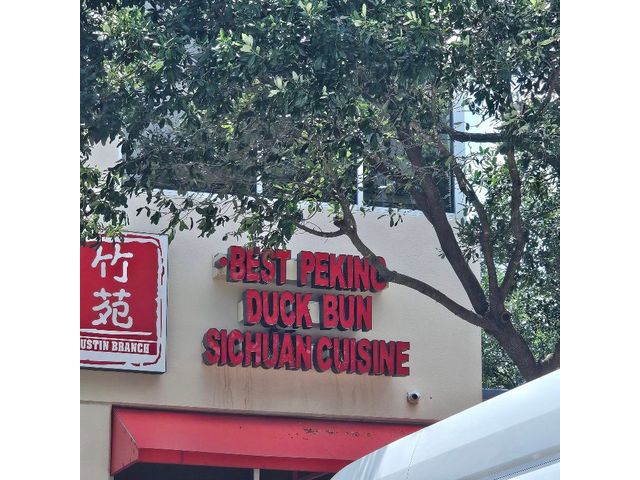 竹
苑
USTIN BRANCH
BEST PEKING
DUCK BUN
SICHUAN CUISINE